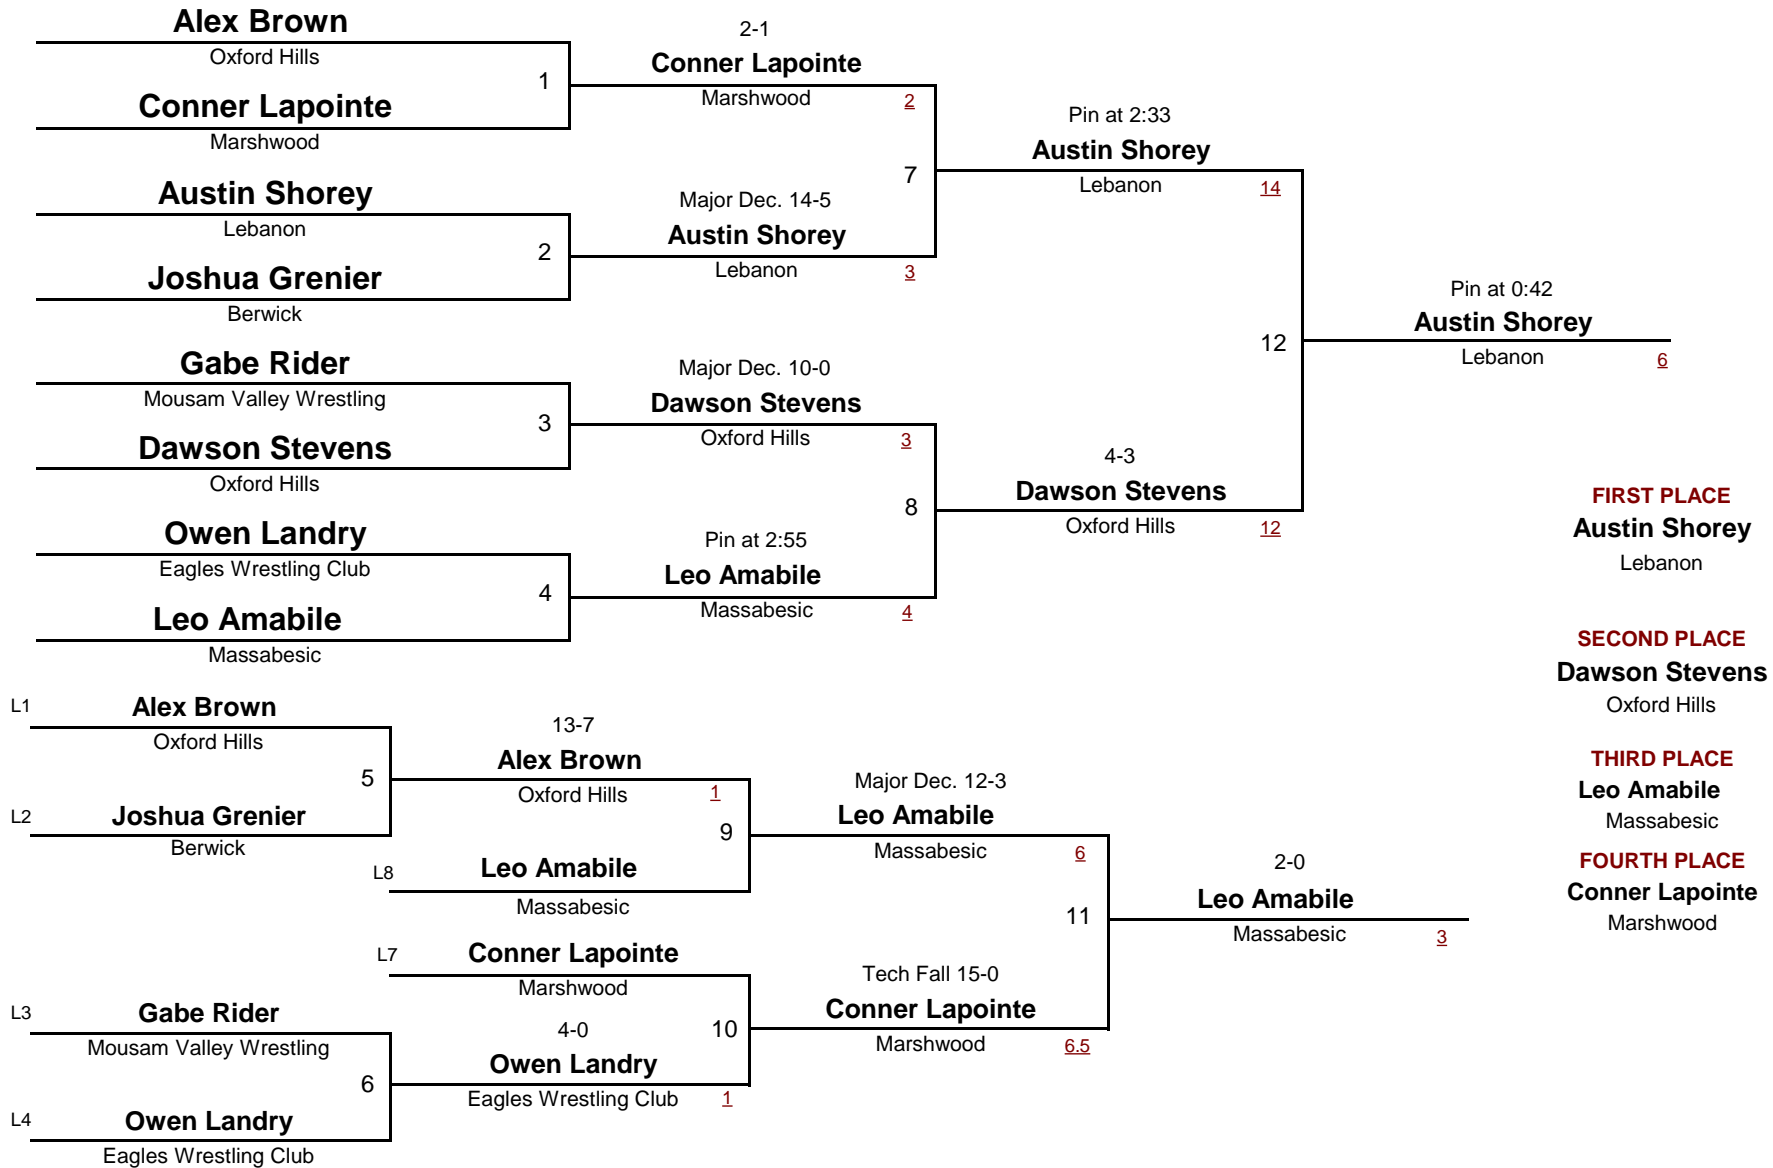 Alex Brown
Oxford Hills
1
Conner Lapointe
Marshwood
Austin Shorey
Lebanon
2
Joshua Grenier
Berwick
Gabe Rider
Mousam Valley Wrestling
3
Dawson Stevens
Oxford Hills
Owen Landry
Eagles Wrestling Club
4
Leo Amabile
Massabesic
2-1
Conner Lapointe
Marshwood
2
7
Major Dec. 14-5
Austin Shorey
Lebanon
3
Major Dec. 10-0
Dawson Stevens
Oxford Hills
3
8
Pin at 2:55
Leo Amabile
Massabesic
4
Pin at 2:33
Austin Shorey
Lebanon
14
12
4-3
Dawson Stevens
Oxford Hills
12
Pin at 0:42
Austin Shorey
Lebanon
6
FIRST PLACE
Austin Shorey
Lebanon
SECOND PLACE
Dawson Stevens
Oxford Hills
THIRD PLACE
Leo Amabile
Massabesic
FOURTH PLACE
Conner Lapointe
Marshwood
L1
Alex Brown
Oxford Hills
5
L2
Joshua Grenier
Berwick
13-7
Alex Brown
Oxford Hills
1
9
L8
Leo Amabile
Massabesic
L7
Conner Lapointe
Marshwood
10
L3
Gabe Rider
Mousam Valley Wrestling
6
L4
Owen Landry
Eagles Wrestling Club
4-0
Owen Landry
Eagles Wrestling Club
1
Major Dec. 12-3
Leo Amabile
Massabesic
6
11
Tech Fall 15-0
Conner Lapointe
Marshwood
6.5
2-0
Leo Amabile
Massabesic
3